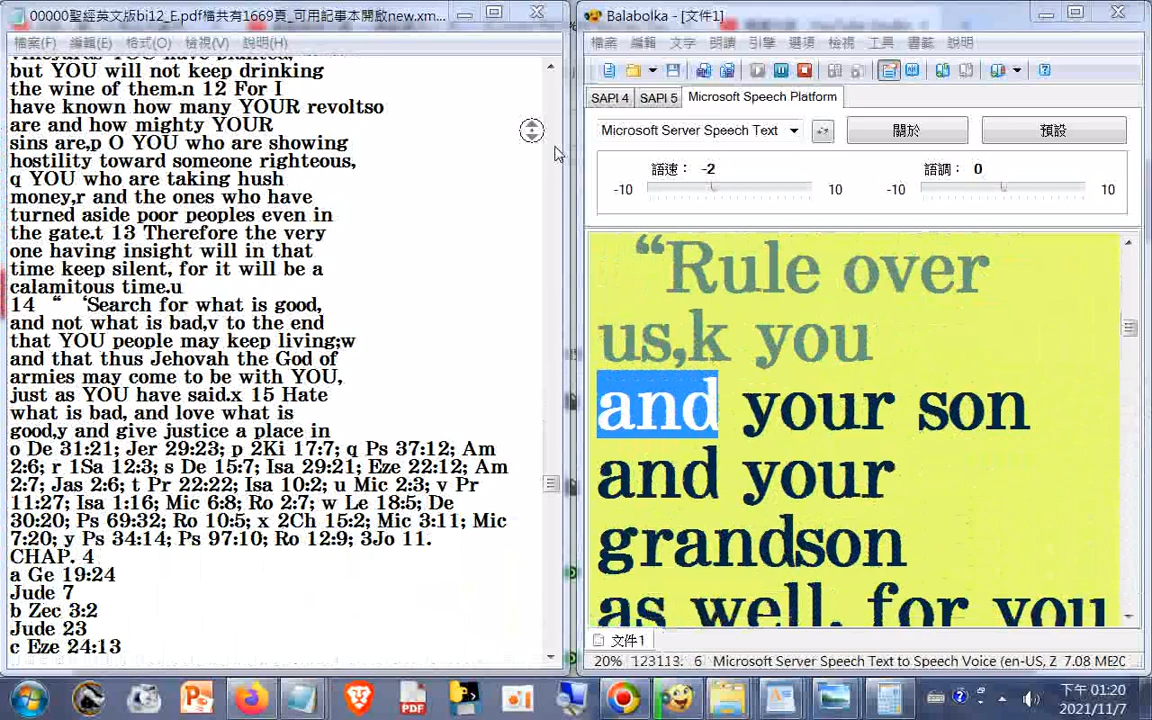 00000聖經英文版bi12_E.pdf檔共有1669頁_可用記事本開啟new.xm...
檔案(F) 編輯(E) 格式(O) 檢視(V) 說明(H)
vineyards YOU have planted,
but YOU will not keep drinking
the wine of them.n 12 For I
have known how many YOUR revoltso
are and how mighty YOUR
sins are,p O YOU who are showing
hostility toward someone righteous,
q YOU who are taking hush
money,r and the ones who have
turned aside poor peoples even in
the gate.t 13 Therefore the very
one having insight will in that
time keep silent, for it will be a
calamitous time.u
14 “ ‘Search for what is good,
and not what is bad,v to the end
that YOU people may keep living;w
and that thus Jehovah the God of
armies may come to be with YOU,
just as YOU have said.x 15 Hate
what is bad, and love what is
good,y and give justice a place in
o De 31:21; Jer 29:23; p 2Ki 17:7; q Ps 37:12; Am
2:6; r 1Sa 12:3; s De 15:7; Isa 29:21; Eze 22:12; Am
2:7; Jas 2:6; t Pr 22:22; Isa 10:2; u Mic 2:3; v Pr
11:27; Isa 1:16; Mic 6:8; Ro 2:7; w Le 18:5; De
30:20; Ps 69:32; Ro 10:5; x 2Ch 15:2; Mic 3:11; Mic
7:20; y Ps 34:14; Ps 97:10; Ro 12:9; 3Jo 11.
CHAP. 4
a Ge 19:24
Jude 7
b Zec 3:2
Jude 23
c Eze 24:13
Balabolka - [文件1]
檔案 編輯 文字 朗讀 引擎 選項 檢視 工具 書籤 說明
SAPI 4 SAPI 5 Microsoft Speech Platform
Microsoft Server Speech Text 關於 預設
語速： -2 語調： 0
-10 10 -10 10
“Rule over
us,k you
and your son
and your
grandson
as well, for you
文件1
20% 123113: 6 Microsoft Server Speech Text to Speech Voice (en-US, Z 7.08 ME20
PDF
下午 01:20
2021/11/7